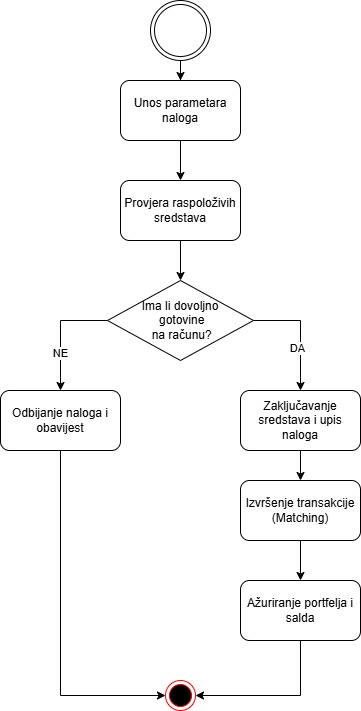 Unos parametara
naloga
Provjera raspoloživih
sredstava
Ima li dovoljno
gotovine
na računu?
NE
DA
Odbijanje naloga i
obavijest
Zaključavanje
sredstava i upis
naloga
Izvršenje transakcije
(Matching)
Ažuriranje portfelja i
salda